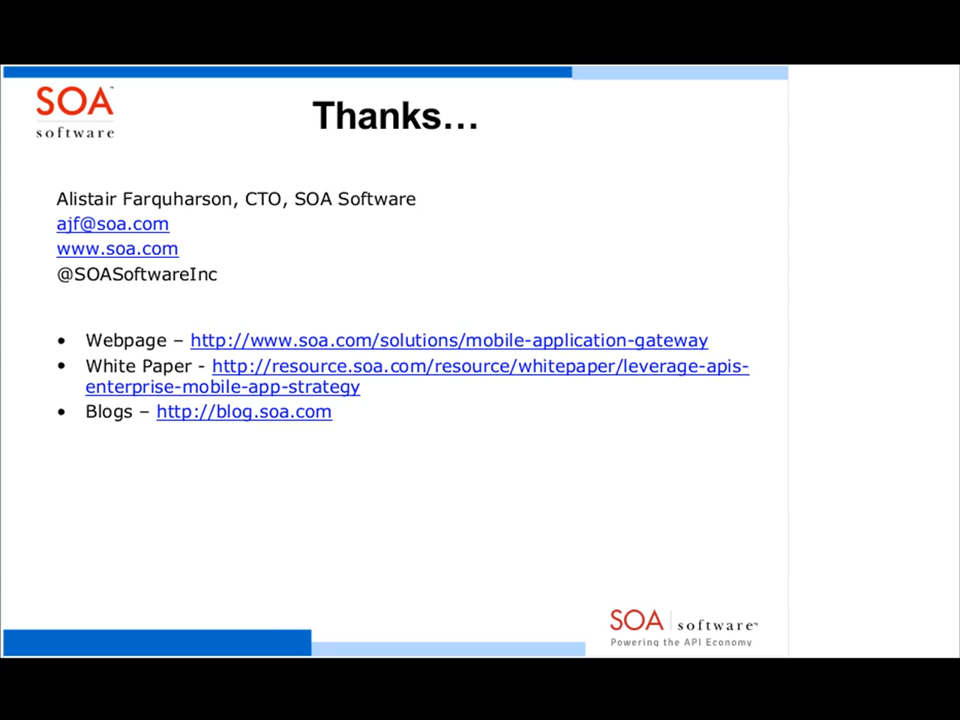 SOA™
software
Thanks…
Alistair Farquharson, CTO, SOA Software
ajf@soa.com
www.soa.com
@SOASoftwareInc
• Webpage – http://www.soa.com/solutions/mobile-application-gateway
• White Paper - http://resource.soa.com/resource/whitepaper/leverage-apis-
enterprise-mobile-app-strategy
• Blogs – http://blog.soa.com
SOA | software™
Powering the API Economy